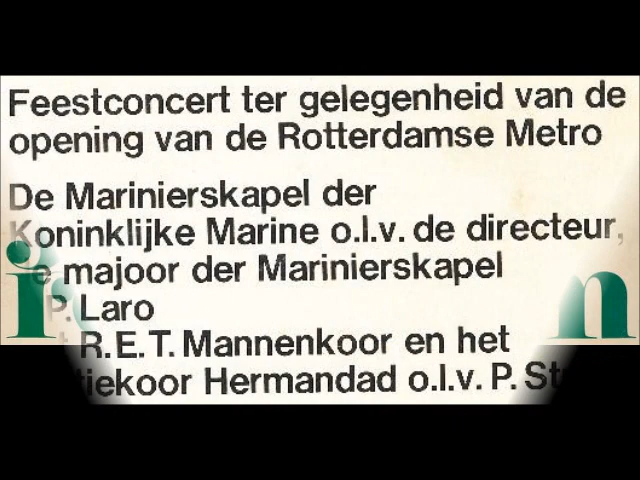 Feestconcert ter gelegenheid van de
opening van de Rotterdamse Metro
De Marinierskapel der
Koninklijke Marine o.l.v. de directeur,
majoor der Marinierskapel
P. Laro
R.E.T. Mannenkoor en het
Hermandad o.l.v. P.
i n